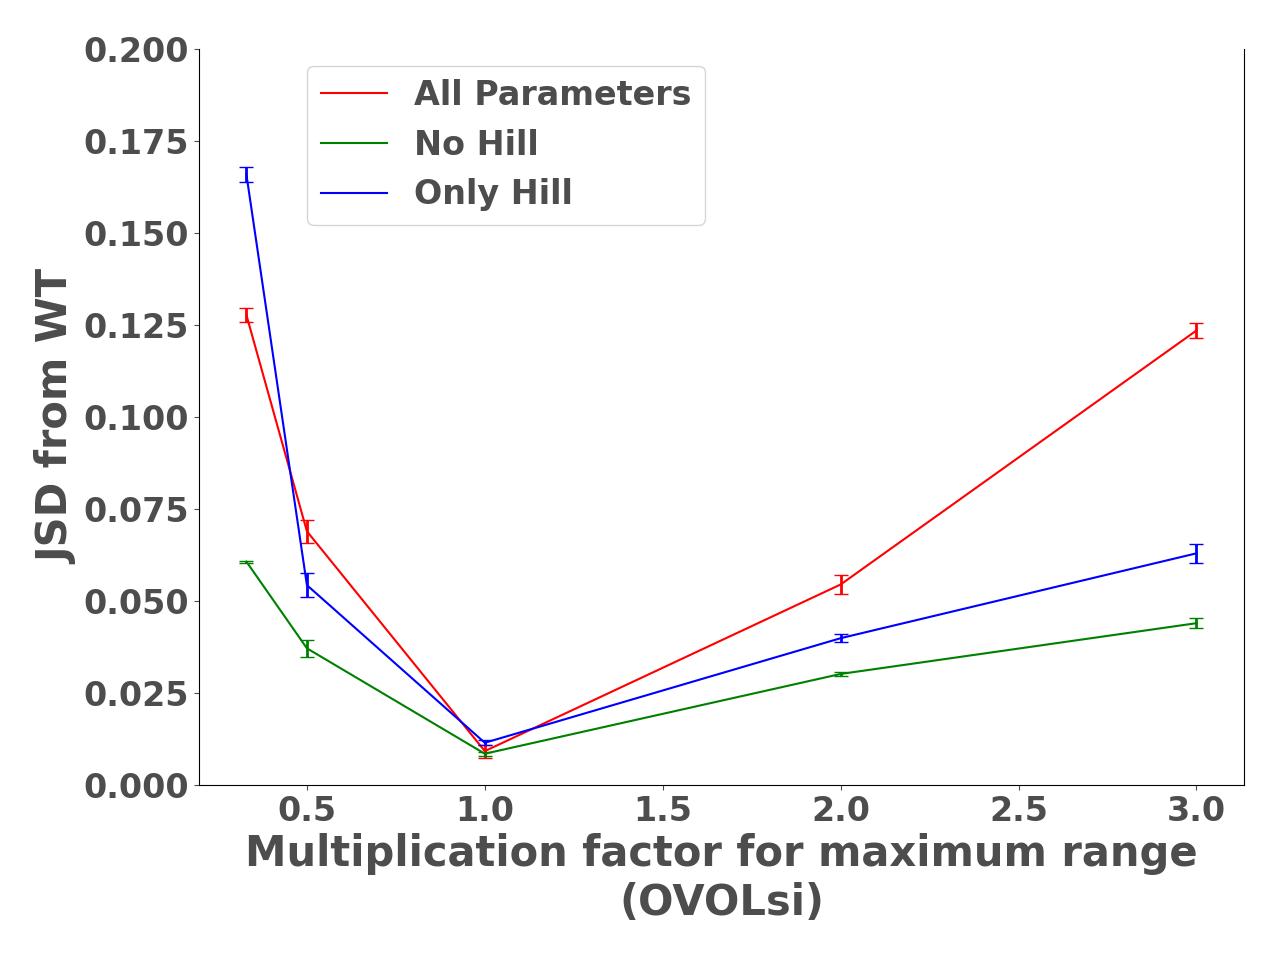 0.200
0.175
0.150
0.125
0.100
0.075
0.050
0.025
0.000
JSD from WT
All Parameters
No Hill
Only Hill
0.5 1.0 1.5 2.0 2.5 3.0
Multiplication factor for maximum range
(OVOLsi)